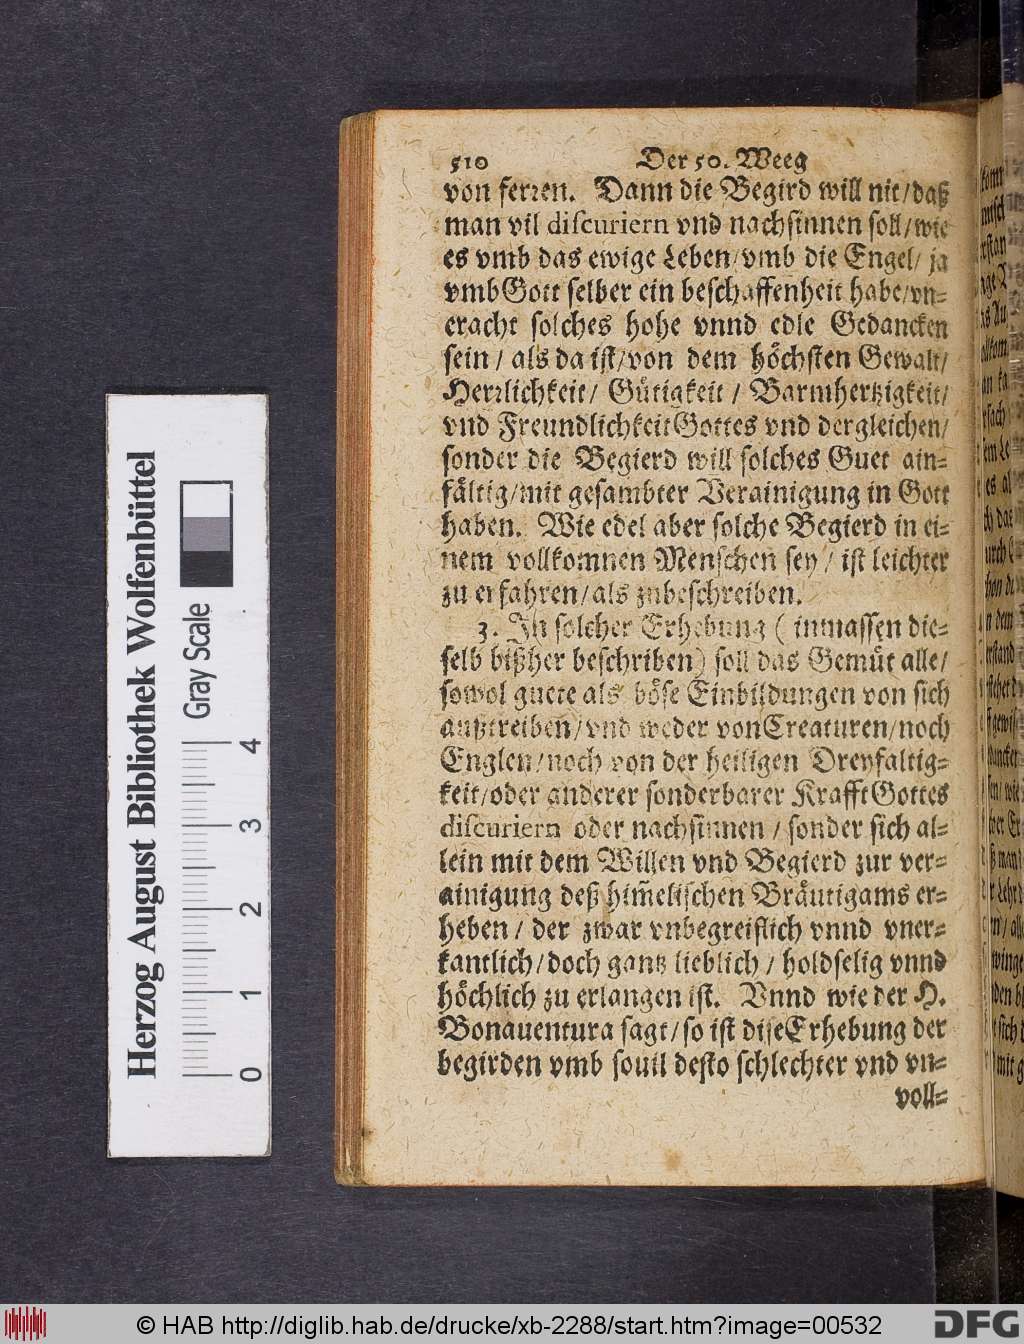 510 Der 50. Weeg
von ferren. Dann die Begird will nit/daß
man vil discuriern vnd nachsinnen soll/wie
es vmb das ewige Leben/vmb die Engel/ ja
vmb Gott selber ein beschaffenheit habe/vn-
eracht solches hohe vnnd edle Gedancken
sein / als da ist/von dem höchsten Gewalt/
Herrlichkeit/ Gütigkeit / Barmhertzigkeit/
vnd Freundlichkeit Gottes vnd dergleichen/
sonder die Begierd will solches Guet ain-
fältig/mit gesambter Verainigung in Gott
haben. Wie edel aber solche Begierd in ei-
nem vollkomnen Menschen sey / ist leichter
zu erfahren/als zubeschreiben.
3. In solcher Erhebung ( inmassen die-
selb bißher beschriben) soll das Gemüt alle/
sowol guete als böse Einbildungen von sich
außtreiben/vnd weder von Creaturen/noch
Englen/noch von der heiligen Dreyfaltig-
keit/oder anderer sonderbarer Krafft Gottes
discuriern oder nachsinnen / sonder sich al-
lein mit dem Willen vnd Begierd zur ver-
ainigung deß him̃elischen Bräutigams er-
heben / der zwar vnbegreiflich vnnd vner-
kantlich/doch gantz lieblich / holdselig vnnd
höchlich zu erlangen ist. Vnnd wie der H.
Bonauentura sagt/so ist dise Erhebung der
begirden vmb souil desto schlechter vnd vn-
voll-
Herzog August Bibliothek Wolfenbüttel
Gray Scale
0 1 2 3 4
© HAB http://diglib.hab.de/drucke/xb-2288/start.htm?image=00532
DFG